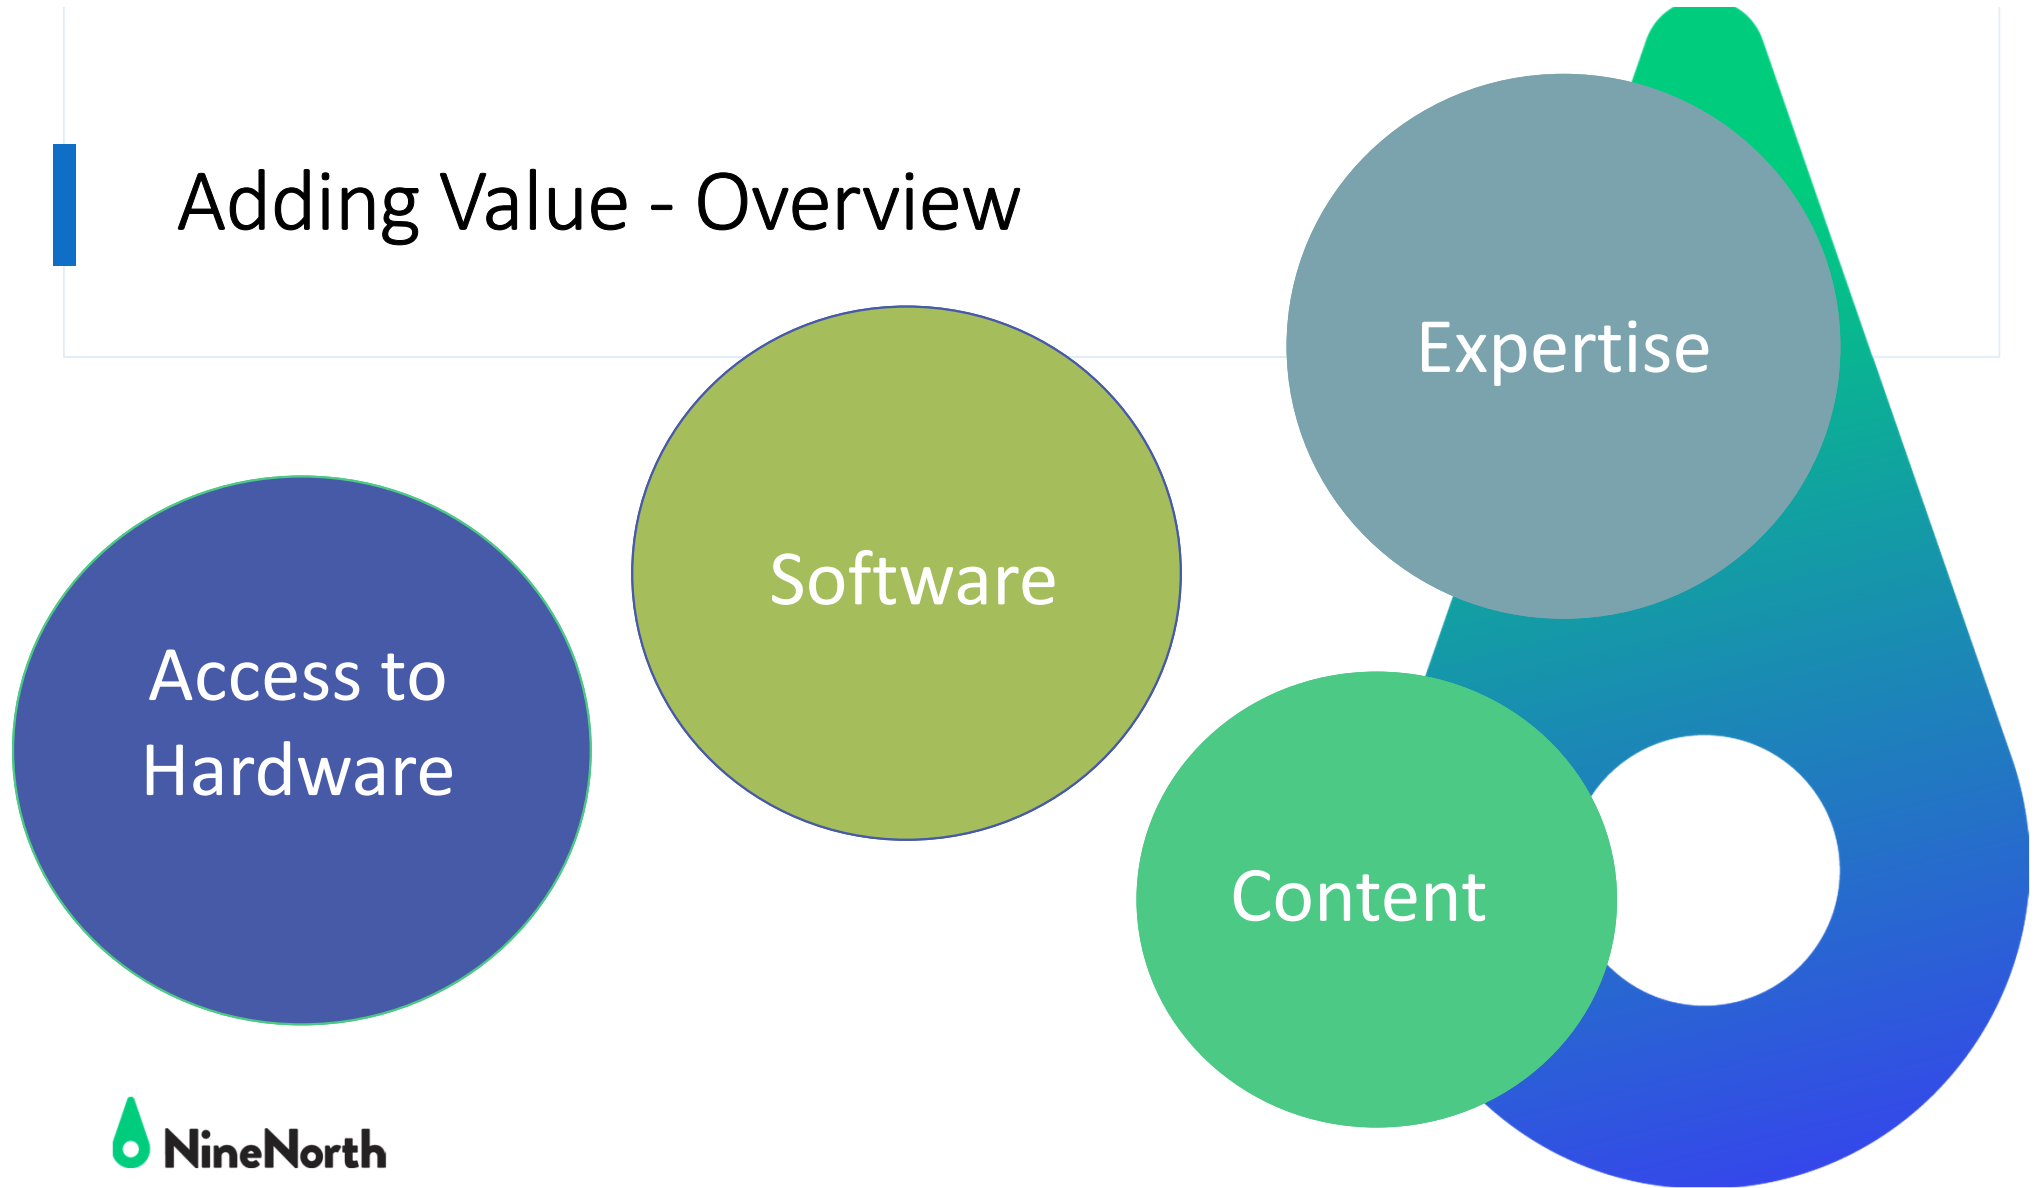 Adding Value - Overview
Expertise
Software
Access to
Hardware
Content
NineNorth